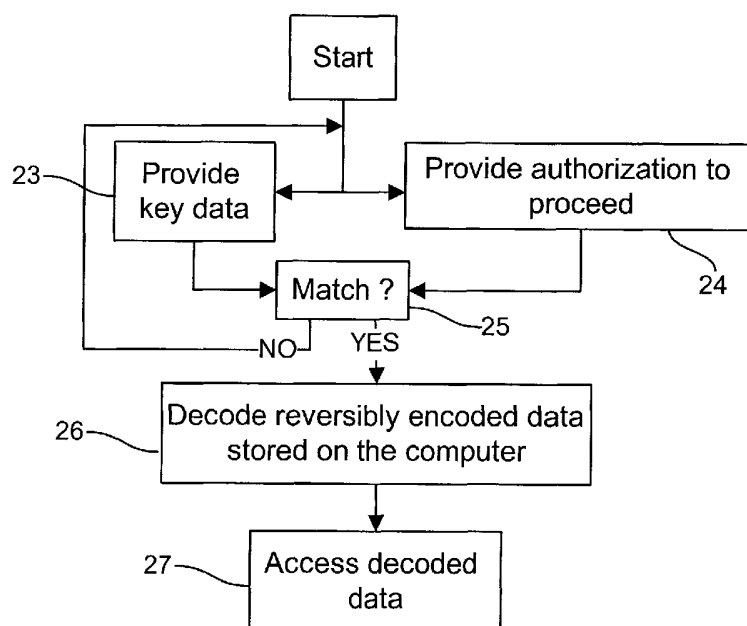 Start
23
Provide
key data
Provide authorization to
proceed
24
Match ?
25
NO
YES
26
Decode reversibly encoded data
stored on the computer
27
Access decoded
data